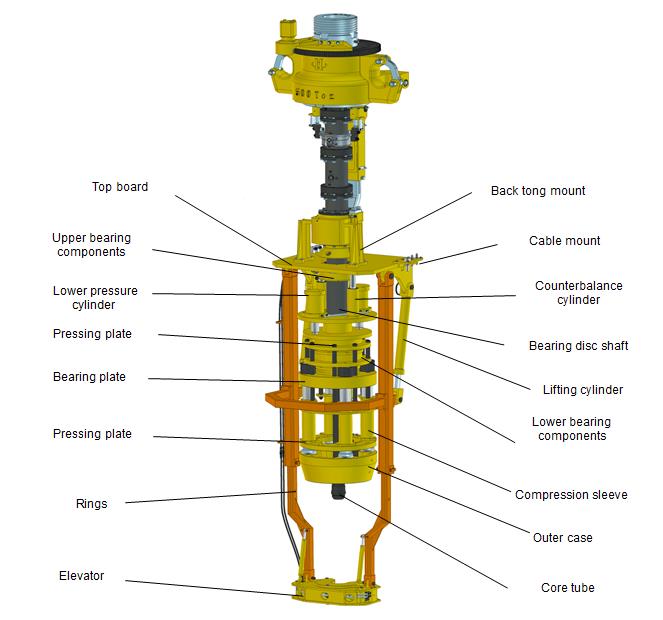 500Ton
Top board
Back tong mount
Upper bearing
components
Cable mount
Lower pressure
cylinder
Counterbalance
cylinder
Pressing plate
Bearing disc shaft
Bearing plate
Lifting cylinder
Lower bearing
components
Pressing plate
Compression sleeve
Rings
Outer case
Elevator
Core tube